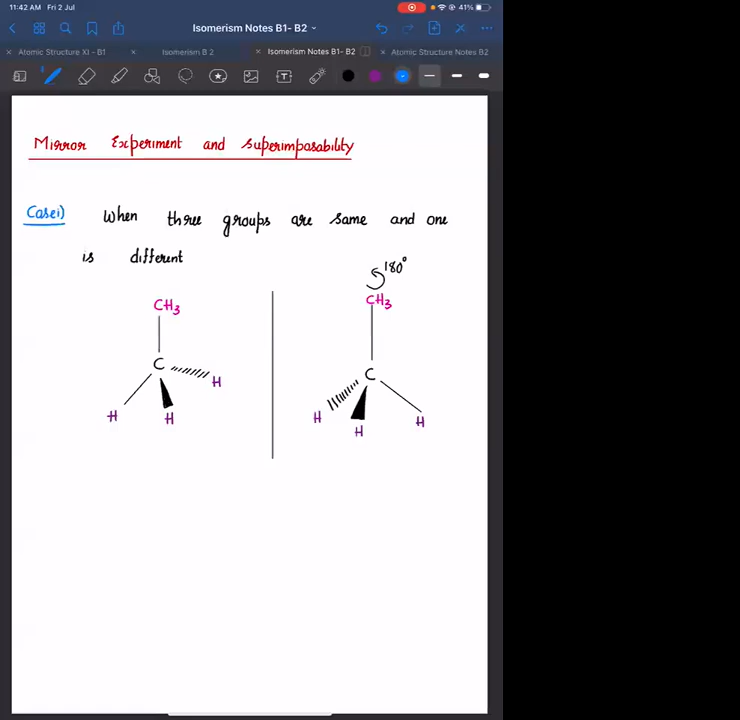 11:42 AM Fri 2 Jul
41%
Isomerism Notes B1- B2
Atomic Structure XI - B1
Isomerism B 2
Isomerism Notes B1- B2
Atomic Structure Notes B2
Mirror Experiment and Superimposability
Case i) When three groups are same and one
is different
180°
CH3
CH3
C
H
H
H
C
H
H
H